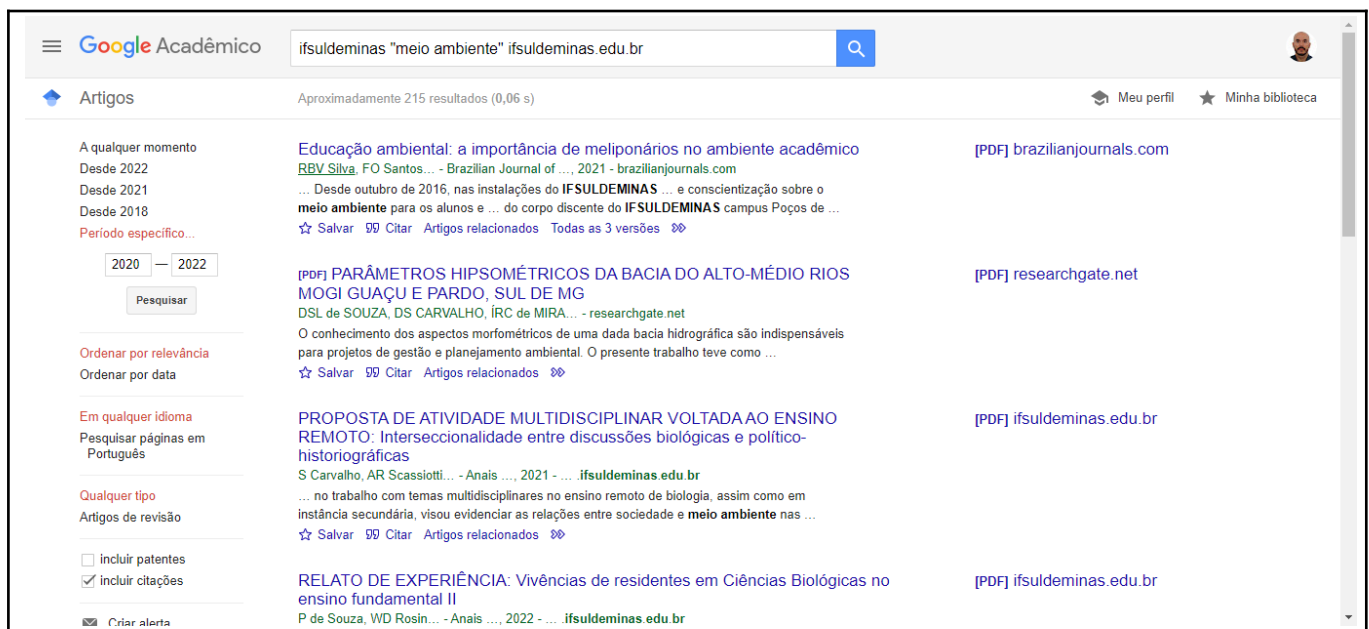 Google Acadêmico
ifsuldeminas "meio ambiente" ifsuldeminas.edu.br
Artigos
Aproximadamente 215 resultados (0,06 s)
Meu perfil
Minha biblioteca
A qualquer momento
Desde 2022
Desde 2021
Desde 2018
Período específico...
2020 — 2022
Pesquisar
Ordenar por relevância
Ordenar por data
Em qualquer idioma
Pesquisar páginas em
Português
Qualquer tipo
Artigos de revisão
incluir patentes
incluir citações
Criar alerta
Educação ambiental: a importância de meliponários no ambiente acadêmico
RBV Silva, FO Santos... - Brazilian Journal of ..., 2021 - brazilianjournals.com
... Desde outubro de 2016, nas instalações do IFSULDEMINAS ... e conscientização sobre o
meio ambiente para os alunos e ... do corpo discente do IFSULDEMINAS campus Poços de ...
Salvar Citar Artigos relacionados Todas as 3 versões
[PDF] brazilianjournals.com
[PDF] PARÂMETROS HIPSOMÉTRICOS DA BACIA DO ALTO-MÉDIO RIOS
MOGI GUAÇU E PARDO, SUL DE MG
DSL de SOUZA, DS CARVALHO, ÍRC de MIRA... - researchgate.net
O conhecimento dos aspectos morfométricos de uma dada bacia hidrográfica são indispensáveis
para projetos de gestão e planejamento ambiental. O presente trabalho teve como ...
Salvar Citar Artigos relacionados
[PDF] researchgate.net
PROPOSTA DE ATIVIDADE MULTIDISCIPLINAR VOLTADA AO ENSINO
REMOTO: Interseccionalidade entre discussões biológicas e político-
historiográficas
S Carvalho, AR Scassiotti... - Anais ..., 2021 - ... .ifsuldeminas.edu.br
... no trabalho com temas multidisciplinares no ensino remoto de biologia, assim como em
instância secundária, visou evidenciar as relações entre sociedade e meio ambiente nas ...
Salvar Citar Artigos relacionados
[PDF] ifsuldeminas.edu.br
RELATO DE EXPERIÊNCIA: Vivências de residentes em Ciências Biológicas no
ensino fundamental II
P de Souza, WD Rosin... - Anais ..., 2022 - ... .ifsuldeminas.edu.br
[PDF] ifsuldeminas.edu.br